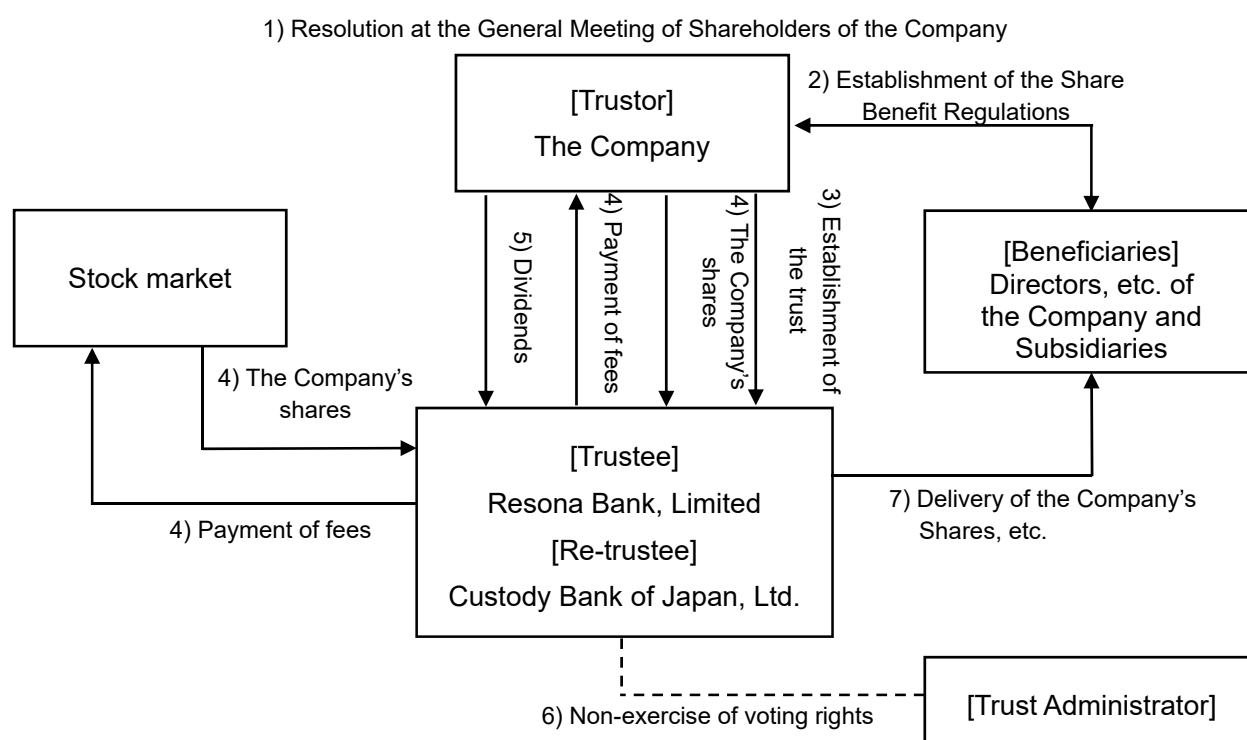 1) Resolution at the General Meeting of Shareholders of the Company
[Trustor]
The Company
2) Establishment of the Share
Benefit Regulations
Stock market
5) Dividends
4) Payment of fees
4) The Company’s
shares
3) Establishment of
the trust
[Beneficiaries]
Directors, etc. of
the Company and
Subsidiaries
4) The Company’s
shares
4) Payment of fees
[Trustee]
Resona Bank, Limited
[Re-trustee]
Custody Bank of Japan, Ltd.
7) Delivery of the Company’s
Shares, etc.
6) Non-exercise of voting rights
[Trust Administrator]